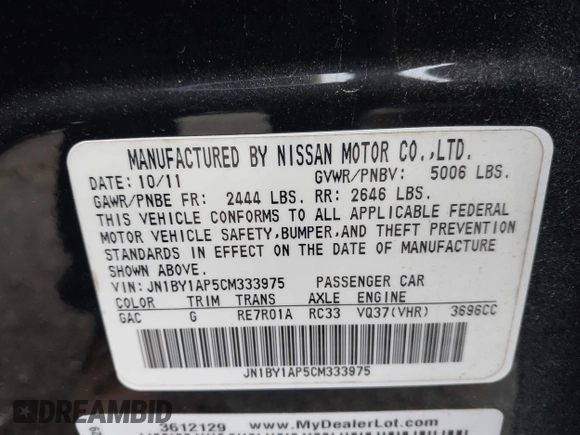 MANUFACTURED BY NISSAN MOTOR CO.,LTD.
DATE: 10/11 GVWR/PNBV: 5006 LBS.
GAWR/PNBE FR: 2444 LBS. RR: 2646 LBS.
THIS VEHICLE CONFORMS TO ALL APPLICABLE FEDERAL
MOTOR VEHICLE SAFETY,BUMPER,AND THEFT PREVENTION
STANDARDS IN EFFECT ON THE DATE OF MANUFACTURE
SHOWN ABOVE.
VIN: JN1BY1AP5CM333975 PASSENGER CAR
COLOR TRIM TRANS AXLE ENGINE
GAC G RE7R01A RC33 VQ37(VHR) 3696CC
JN1BY1AP5CM333975
3612129 www.MyDealerLot.com
DREAMBID